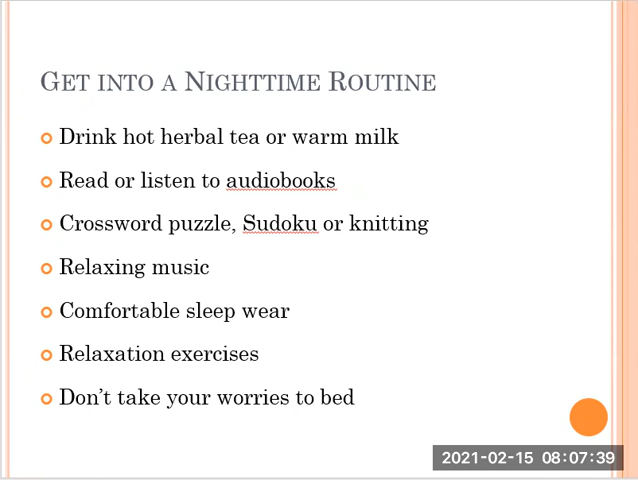 Get into a Nighttime Routine
Drink hot herbal tea or warm milk
Read or listen to audiobooks
Crossword puzzle, Sudoku or knitting
Relaxing music
Comfortable sleep wear
Relaxation exercises
Don’t take your worries to bed
2021-02-15 08:07:39